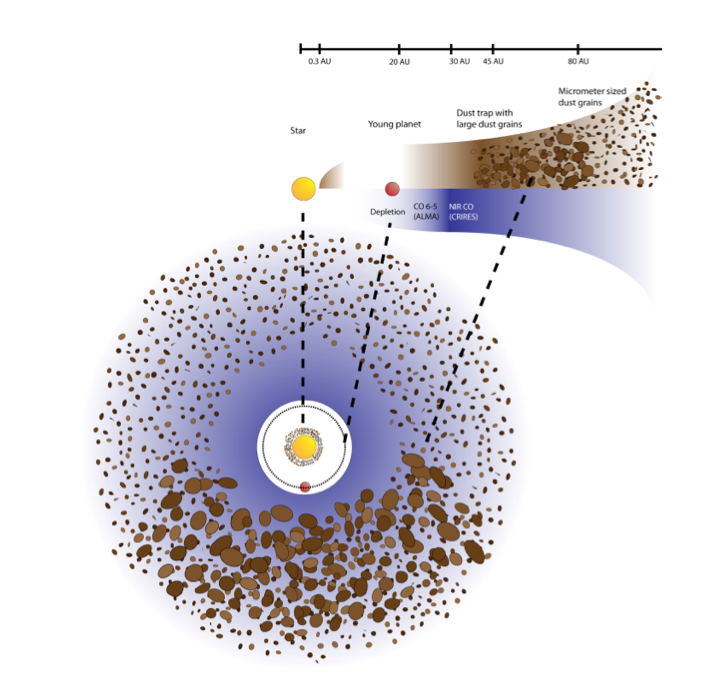 0.3 AU
20 AU
30 AU
45 AU
80 AU
Micrometer sized
dust grains
Dust trap with
large dust grains
Young planet
Star
Depletion
CO 6-5
(ALMA)
NIR CO
(CRIRES)